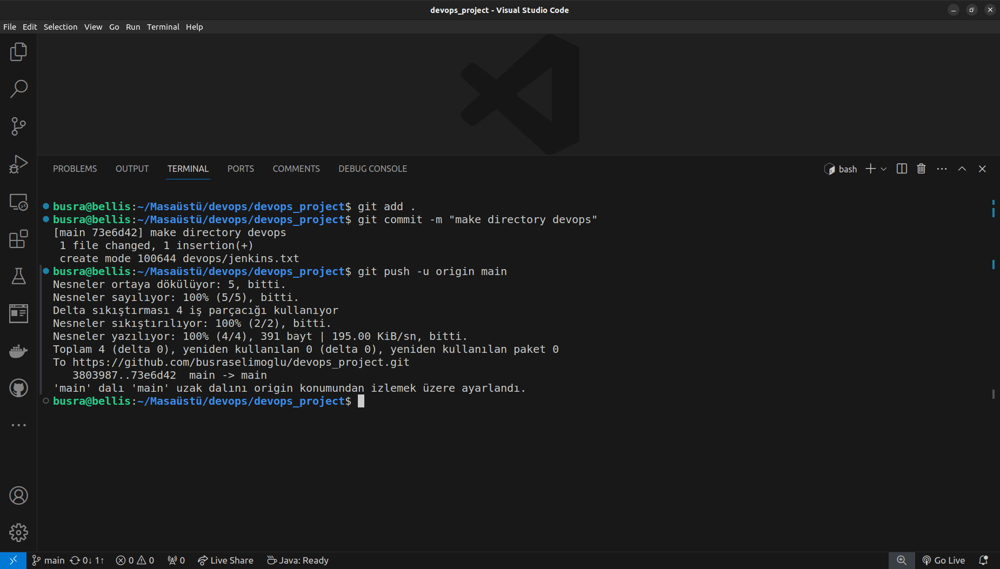 devops_project - Visual Studio Code
File Edit Selection View Go Run Terminal Help
PROBLEMS OUTPUT TERMINAL PORTS COMMENTS DEBUG CONSOLE bash
busra@bellis:~/Masaüstü/devops/devops_project$ git add .
busra@bellis:~/Masaüstü/devops/devops_project$ git commit -m "make directory devops"
[main 73e6d42] make directory devops
 1 file changed, 1 insertion(+)
 create mode 100644 devops/jenkins.txt
busra@bellis:~/Masaüstü/devops/devops_project$ git push -u origin main
Nesneler ortaya dökülüyor: 5, bitti.
Nesneler sayılıyor: 100% (5/5), bitti.
Delta sıkıştırması 4 iş parçacığı kullanıyor
Nesneler sıkıştırılıyor: 100% (2/2), bitti.
Nesneler yazılıyor: 100% (4/4), 391 bayt | 195.00 KiB/sn, bitti.
Toplam 4 (delta 0), yeniden kullanılan 0 (delta 0), yeniden kullanılan paket 0
To https://github.com/busraselimoglu/devops_project.git
   3803987..73e6d42  main -> main
'main' dalı 'main' uzak dalını origin konumundan izlemek üzere ayarlandı.
busra@bellis:~/Masaüstü/devops/devops_project$
main 0↓ 1↑ 0 0 0 Live Share Java: Ready Go Live